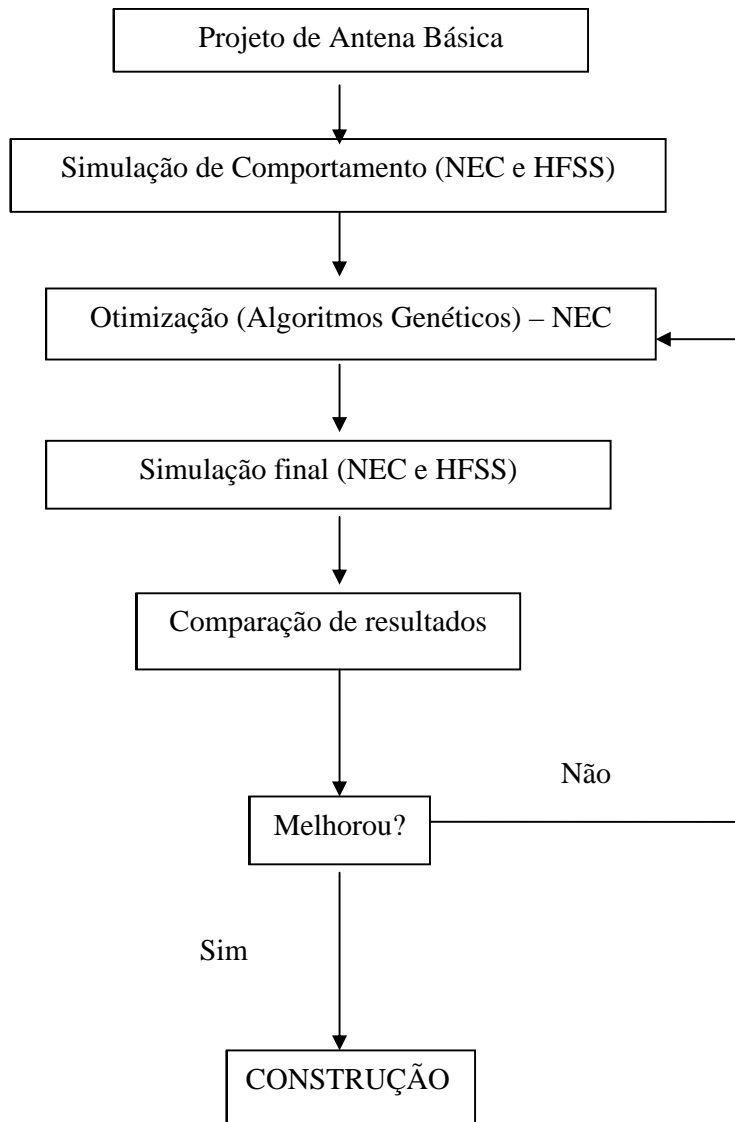 Projeto de Antena Básica
Simulação de Comportamento (NEC e HFSS)
Otimização (Algoritmos Genéticos) – NEC
Simulação final (NEC e HFSS)
Comparação de resultados
Não
Melhorou?
Sim
CONSTRUÇÃO